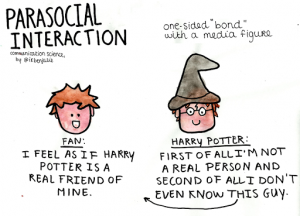 PARASOCIAL
INTERACTION
communication science,
one-sided "bond"
with a media figure
FAN:
I FEEL AS IF HARRY
POTTER IS A
REAL FRIEND OF
MINE.
HARRY POTTER:
FIRST OF ALL I'M NOT
A REAL PERSON AND
SECOND OF ALL I DON'T
EVEN KNOW THIS GUY.